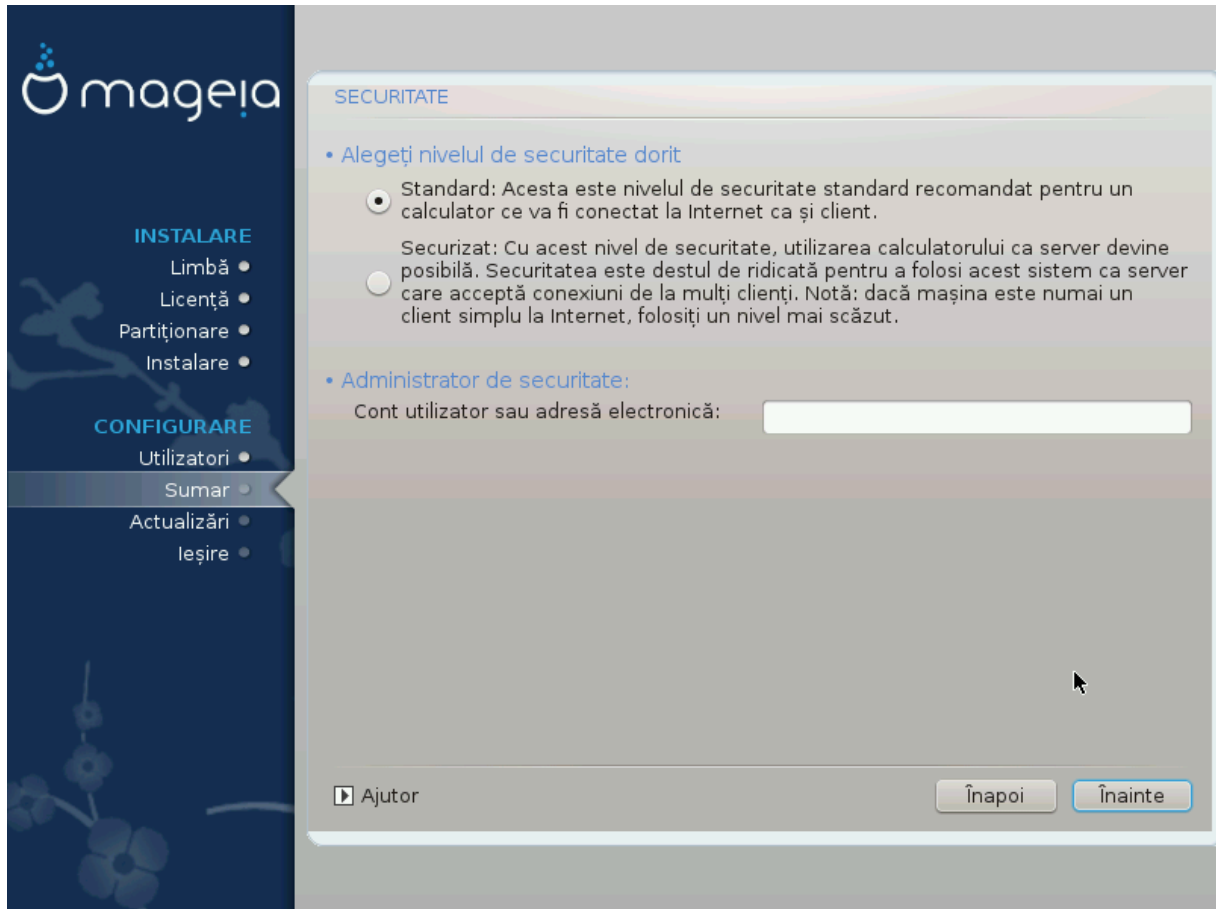 mageia
INSTALARE
Limbă
Licență
Partiționare
Instalare
CONFIGURARE
Utilizatori
Sumar
Actualizări
Ieșire
SECURITATE
• Alegeți nivelul de securitate dorit
Standard: Acesta este nivelul de securitate standard recomandat pentru un
calculator ce va fi conectat la Internet ca și client.
Securizat: Cu acest nivel de securitate, utilizarea calculatorului ca server devine
posibilă. Securitatea este destul de ridicată pentru a folosi acest sistem ca server
care acceptă conexiuni de la mulți clienți. Notă: dacă mașina este numai un
client simplu la Internet, folosiți un nivel mai scăzut.
• Administrator de securitate:
Cont utilizator sau adresă electronică:
Ajutor
Înapoi
Înainte